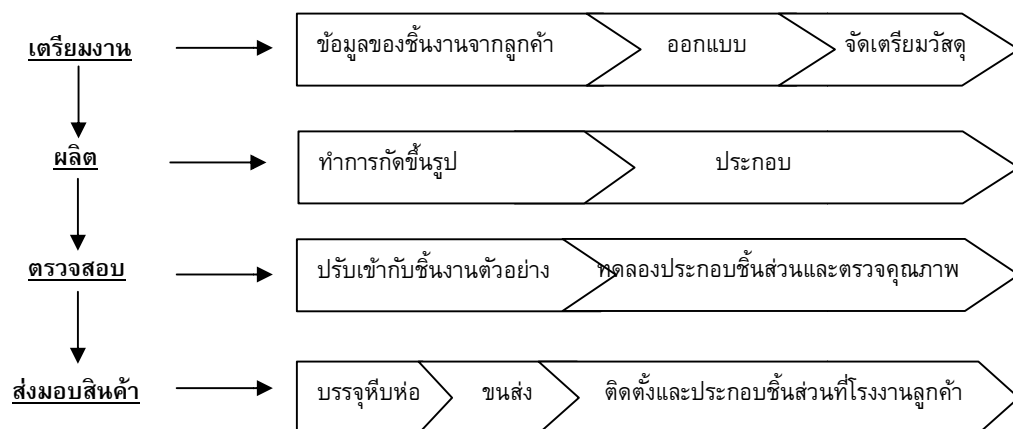 เตรียมงาน ข้อมูลของชิ้นงานจากลูกค้า ออกแบบ จัดเตรียมวัสดุ
ผลิต ทำการกัดขึ้นรูป ประกอบ
ตรวจสอบ ปรับเข้ากับชิ้นงานตัวอย่าง ทดลองประกอบชิ้นส่วนและตรวจคุณภาพ
ส่งมอบสินค้า บรรจุหีบห่อ ขนส่ง ติดตั้งและประกอบชิ้นส่วนที่โรงงานลูกค้า